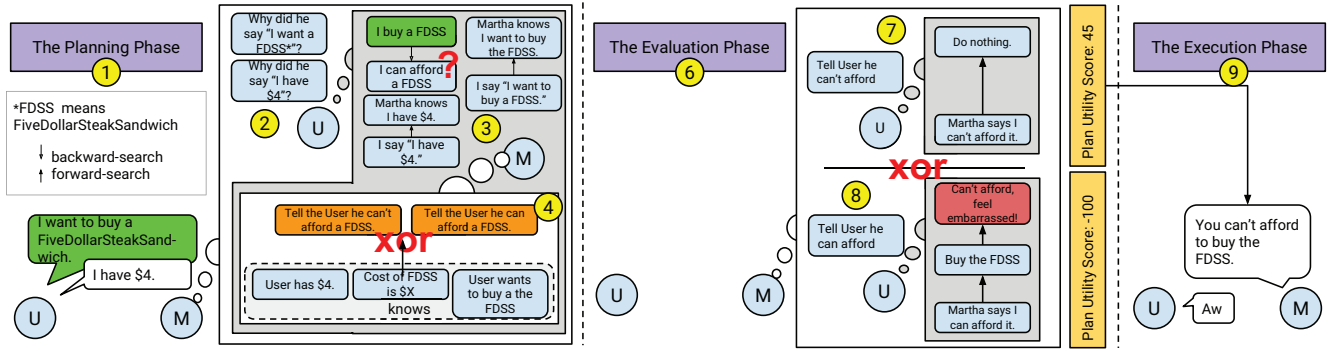 The Planning Phase
1
*FDSS means
FiveDollarSteakSandwich
backward-search
forward-search
I want to buy a
FiveDollarSteakSand-
wich.
I have $4.
U
M
Why did he
say “I want a
FDSS*”?
Why did he
say “I have
$4”?
2
U
I buy a FDSS
I can afford
a FDSS
?
Martha knows
I have $4.
I say “I have
$4.”
Martha knows
I want to buy
the FDSS.
I say “I want to
buy a FDSS.”
3
M
4
Tell the User he can't
afford a FDSS.
Tell the User he can
afford a FDSS.
xor
User has $4.
Cost of FDSS
is $X
User wants
to buy a the
FDSS
knows
The Evaluation Phase
6
U
M
7
Tell User he
can't afford
U
Do nothing.
Martha says I
can't afford it.
Plan Utility Score: 45
xor
8
Tell User he
can afford
U
Can't afford,
feel
embarrassed!
Buy the FDSS
Martha says I
can afford it.
Plan Utility Score: -100
The Execution Phase
9
You can't afford
to buy the
FDSS.
U
Aw
M